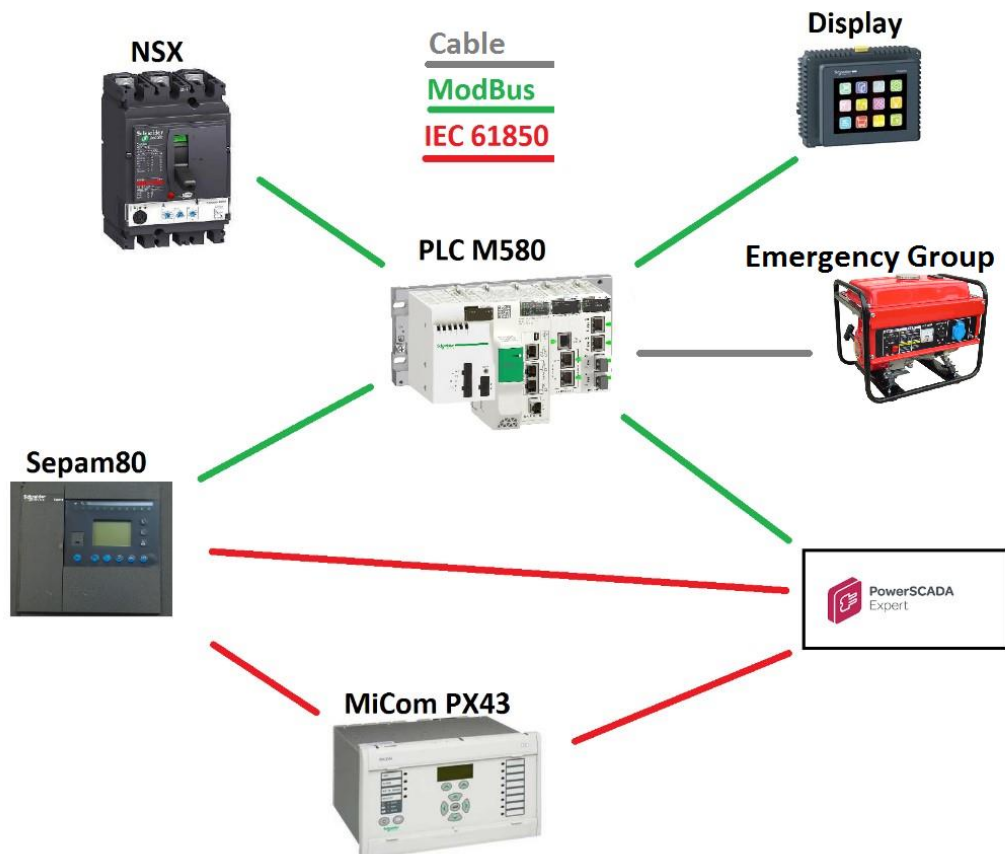 NSX
Cable
ModBus
IEC 61850
Display
PLC M580
Emergency Group
Sepam80
PowerSCADA
Expert
MiCom PX43